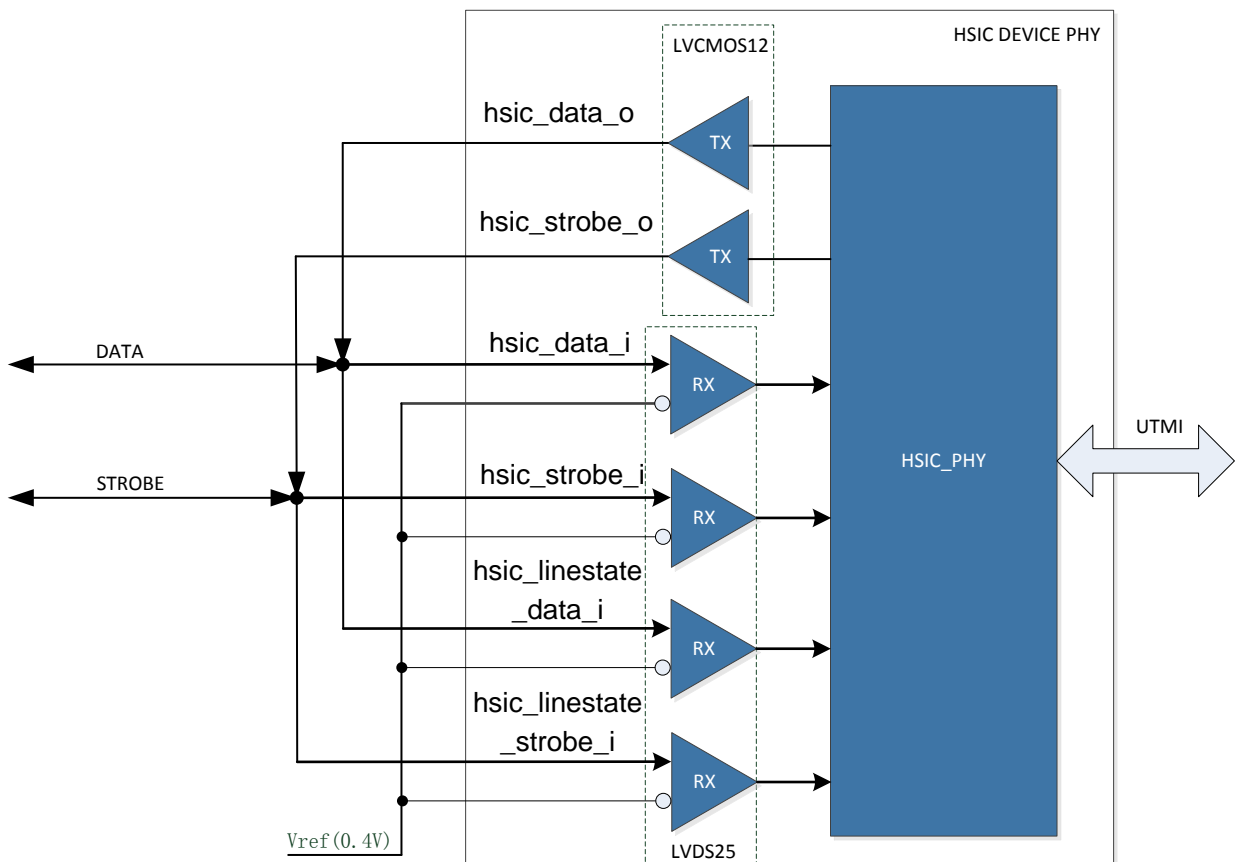 HSIC DEVICE PHY
LVCMOS12
hsic_data_o
TX
hsic_strobe_o
TX
hsic_data_i
DATA
RX
UTMI
HSIC_PHY
hsic_strobe_i
STROBE
RX
hsic_linestate
_data_i
RX
hsic_linestate
_strobe_i
RX
Vref(0.4V)
LVDS25